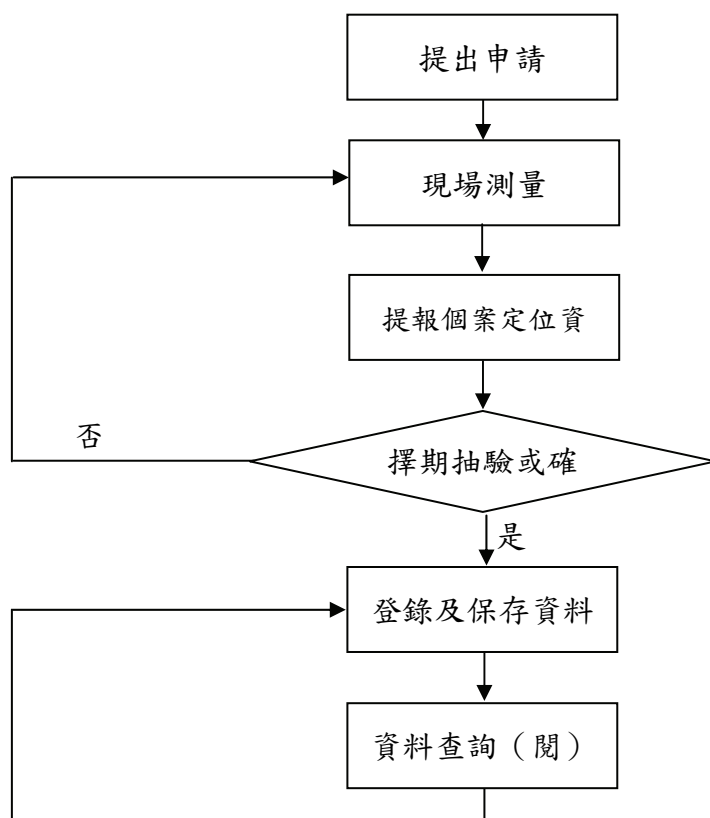 提出申請
現場測量
提報個案定位資
否
擇期抽驗或確
是
登錄及保存資料
資料查詢（閱）